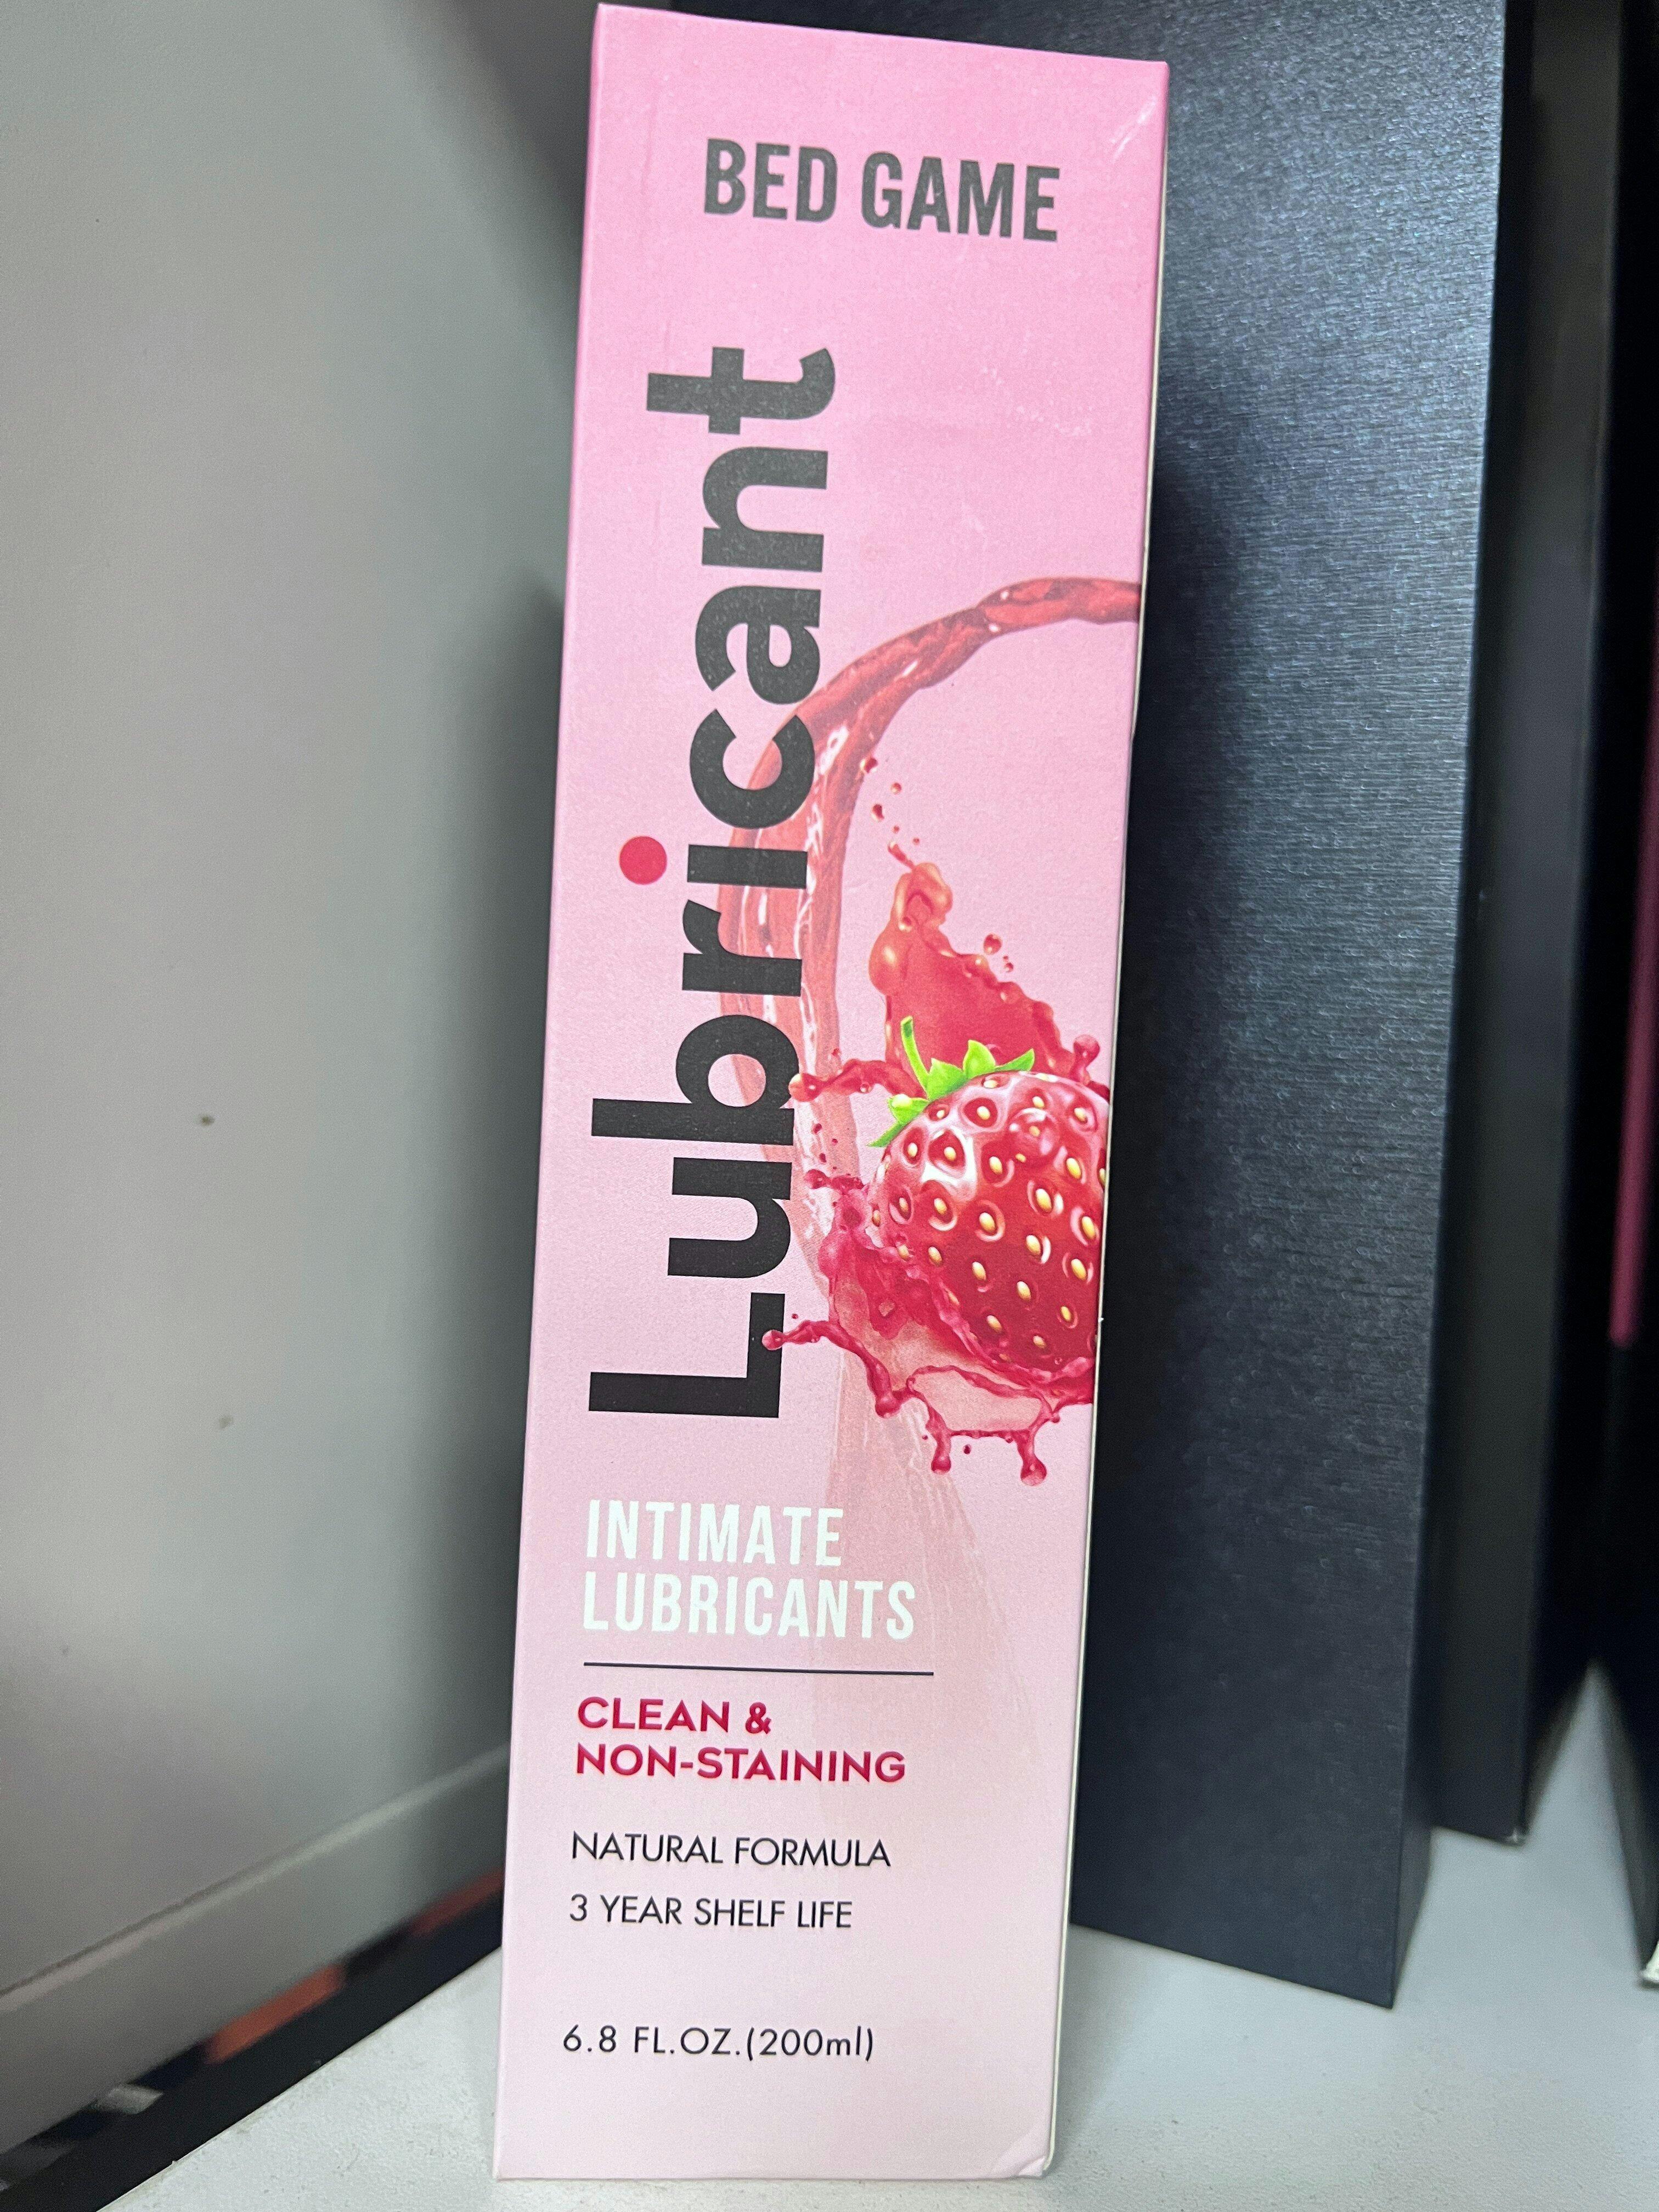 BED GAME
Lubricant
INTIMATE
LUBRICANTS
CLEAN &
NON-STAINING
NATURAL FORMULA
3 YEAR SHELF LIFE
6.8 FL.OZ.(200ml)